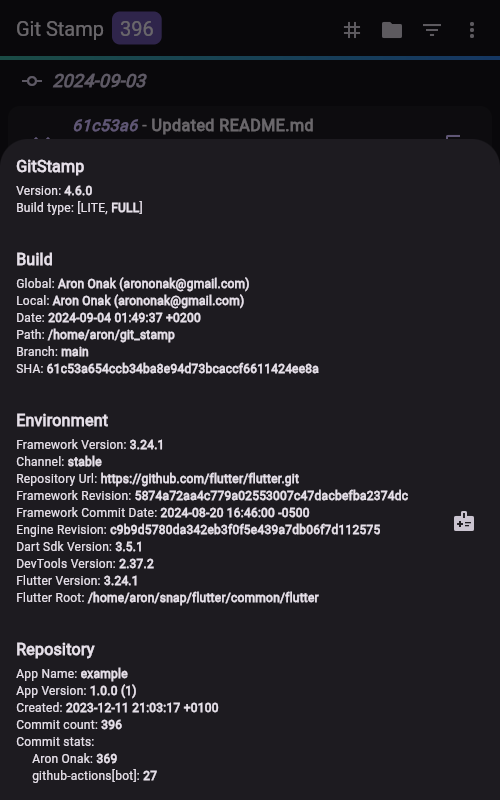 Git Stamp 396
2024-09-03
61c53a6 - Updated README.md
GitStamp
Version: 4.6.0
Build type: [LITE, FULL]
Build
Global: Aron Onak (arononak@gmail.com)
Local: Aron Onak (arononak@gmail.com)
Date: 2024-09-04 01:49:37 +0200
Path: /home/aron/git_stamp
Branch: main
SHA: 61c53a654ccb34ba8e94d73bcaccf6611424ee8a
Environment
Framework Version: 3.24.1
Channel: stable
Repository Url: https://github.com/flutter/flutter.git
Framework Revision: 5874a72aa4c779a02553007c47dacbefba2374dc
Framework Commit Date: 2024-08-20 16:46:00 -0500
Engine Revision: c9b9d5780da342eb3f0f5e439a7db06f7d112575
Dart Sdk Version: 3.5.1
DevTools Version: 2.37.2
Flutter Version: 3.24.1
Flutter Root: /home/aron/snap/flutter/common/flutter
Repository
App Name: example
App Version: 1.0.0 (1)
Created: 2023-12-11 21:03:17 +0100
Commit count: 396
Commit stats:
Aron Onak: 369
github-actions[bot]: 27